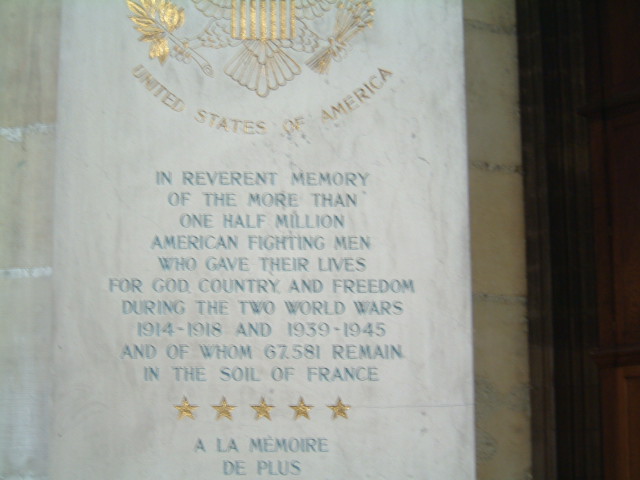 UNITED STATES OF AMERICA
IN REVERENT MEMORY
OF THE MORE THAN
ONE HALF MILLION
AMERICAN FIGHTING MEN
WHO GAVE THEIR LIVES
FOR GOD, COUNTRY, AND FREEDOM
DURING THE TWO WORLD WARS
1914-1918 AND 1939-1945
AND OF WHOM 67.581 REMAIN
IN THE SOIL OF FRANCE
A LA MÉMOIRE
DE PLUS